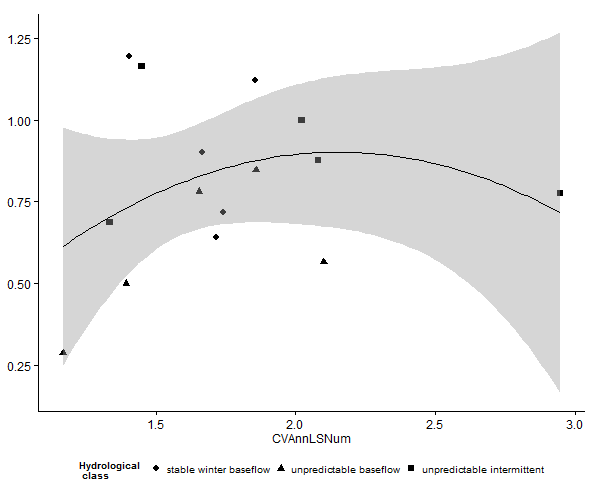 1.25
1.00
0.75
0.50
0.25
1.5 2.0 2.5 3.0
CVAnnLSNum
Hydrological
class
stable winter baseflow unpredictable baseflow unpredictable intermittent